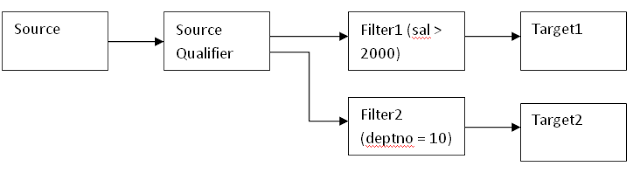 Source
Source
Qualifier
Filter1 (sal >
2000)
Target1
Filter2
(deptno = 10)
Target2